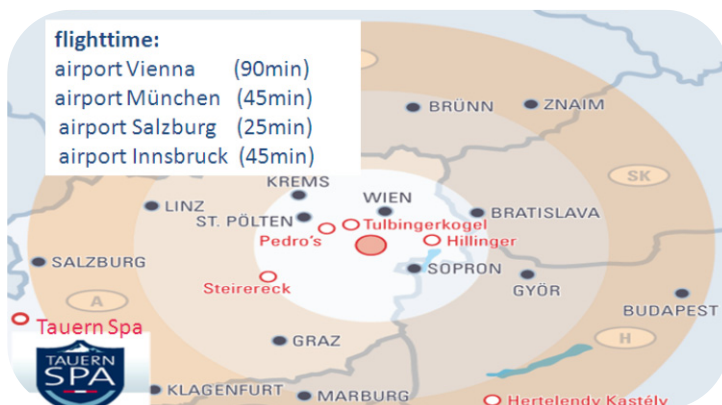 flighttime:
airport Vienna (90min)
airport München (45min)
airport Salzburg (25min)
airport Innsbruck (45min)
BRÜNN
ZNAIM
KREMS
SK
LINZ
WIEN
ST. PÖLTEN
Tulbingerkogel
BRATISLAVA
Pedro's
Hillinger
SALZBURG
SOPRON
Steirereck
GYÖR
A
BUDAPEST
Tauern Spa
GRAZ
H
TAUERN
SPA
KLAGENFURT
MARBURG
Hertelendy Kastély